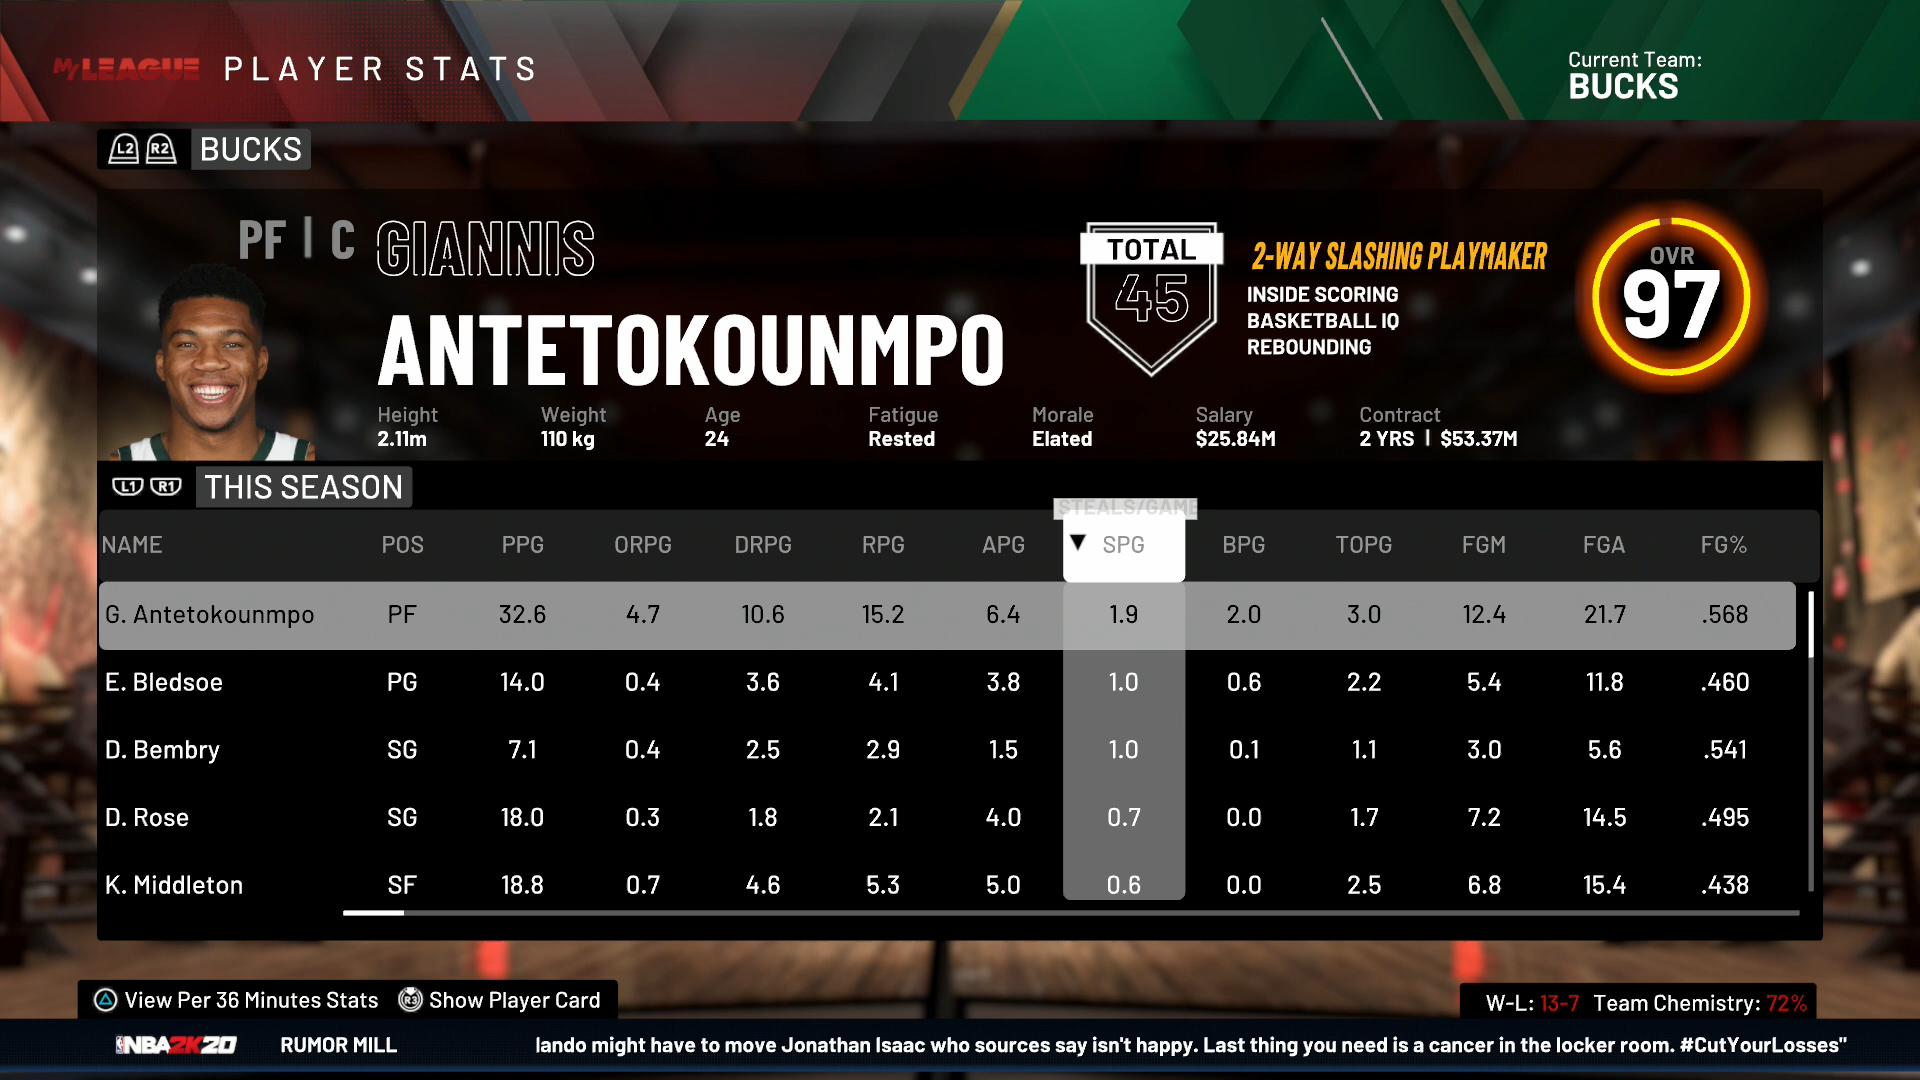 MyLEAGUE PLAYER STATS
Current Team:
BUCKS
L2 R2 BUCKS
PF | C GIANNIS
ANTETOKOUNMPO
TOTAL
45
2-WAY SLASHING PLAYMAKER
INSIDE SCORING
BASKETBALL IQ
REBOUNDING
OVR
97
Height Weight Age Fatigue Morale Salary Contract
2.11m 110 kg 24 Rested Elated $25.84M 2 YRS | $53.37M
L1 R1 THIS SEASON
STEALS/GAME
NAME POS PPG ORPG DRPG RPG APG ▼ SPG BPG TOPG FGM FGA FG%
G. Antetokounmpo PF 32.6 4.7 10.6 15.2 6.4 1.9 2.0 3.0 12.4 21.7 .568
E. Bledsoe PG 14.0 0.4 3.6 4.1 3.8 1.0 0.6 2.2 5.4 11.8 .460
D. Bembry SG 7.1 0.4 2.5 2.9 1.5 1.0 0.1 1.1 3.0 5.6 .541
D. Rose SG 18.0 0.3 1.8 2.1 4.0 0.7 0.0 1.7 7.2 14.5 .495
K. Middleton SF 18.8 0.7 4.6 5.3 5.0 0.6 0.0 2.5 6.8 15.4 .438
View Per 36 Minutes Stats R3 Show Player Card
W-L: 13-7 Team Chemistry: 72%
NBA2K20 RUMOR MILL lando might have to move Jonathan Isaac who sources say isn't happy. Last thing you need is a cancer in the locker room. #CutYourLosses"